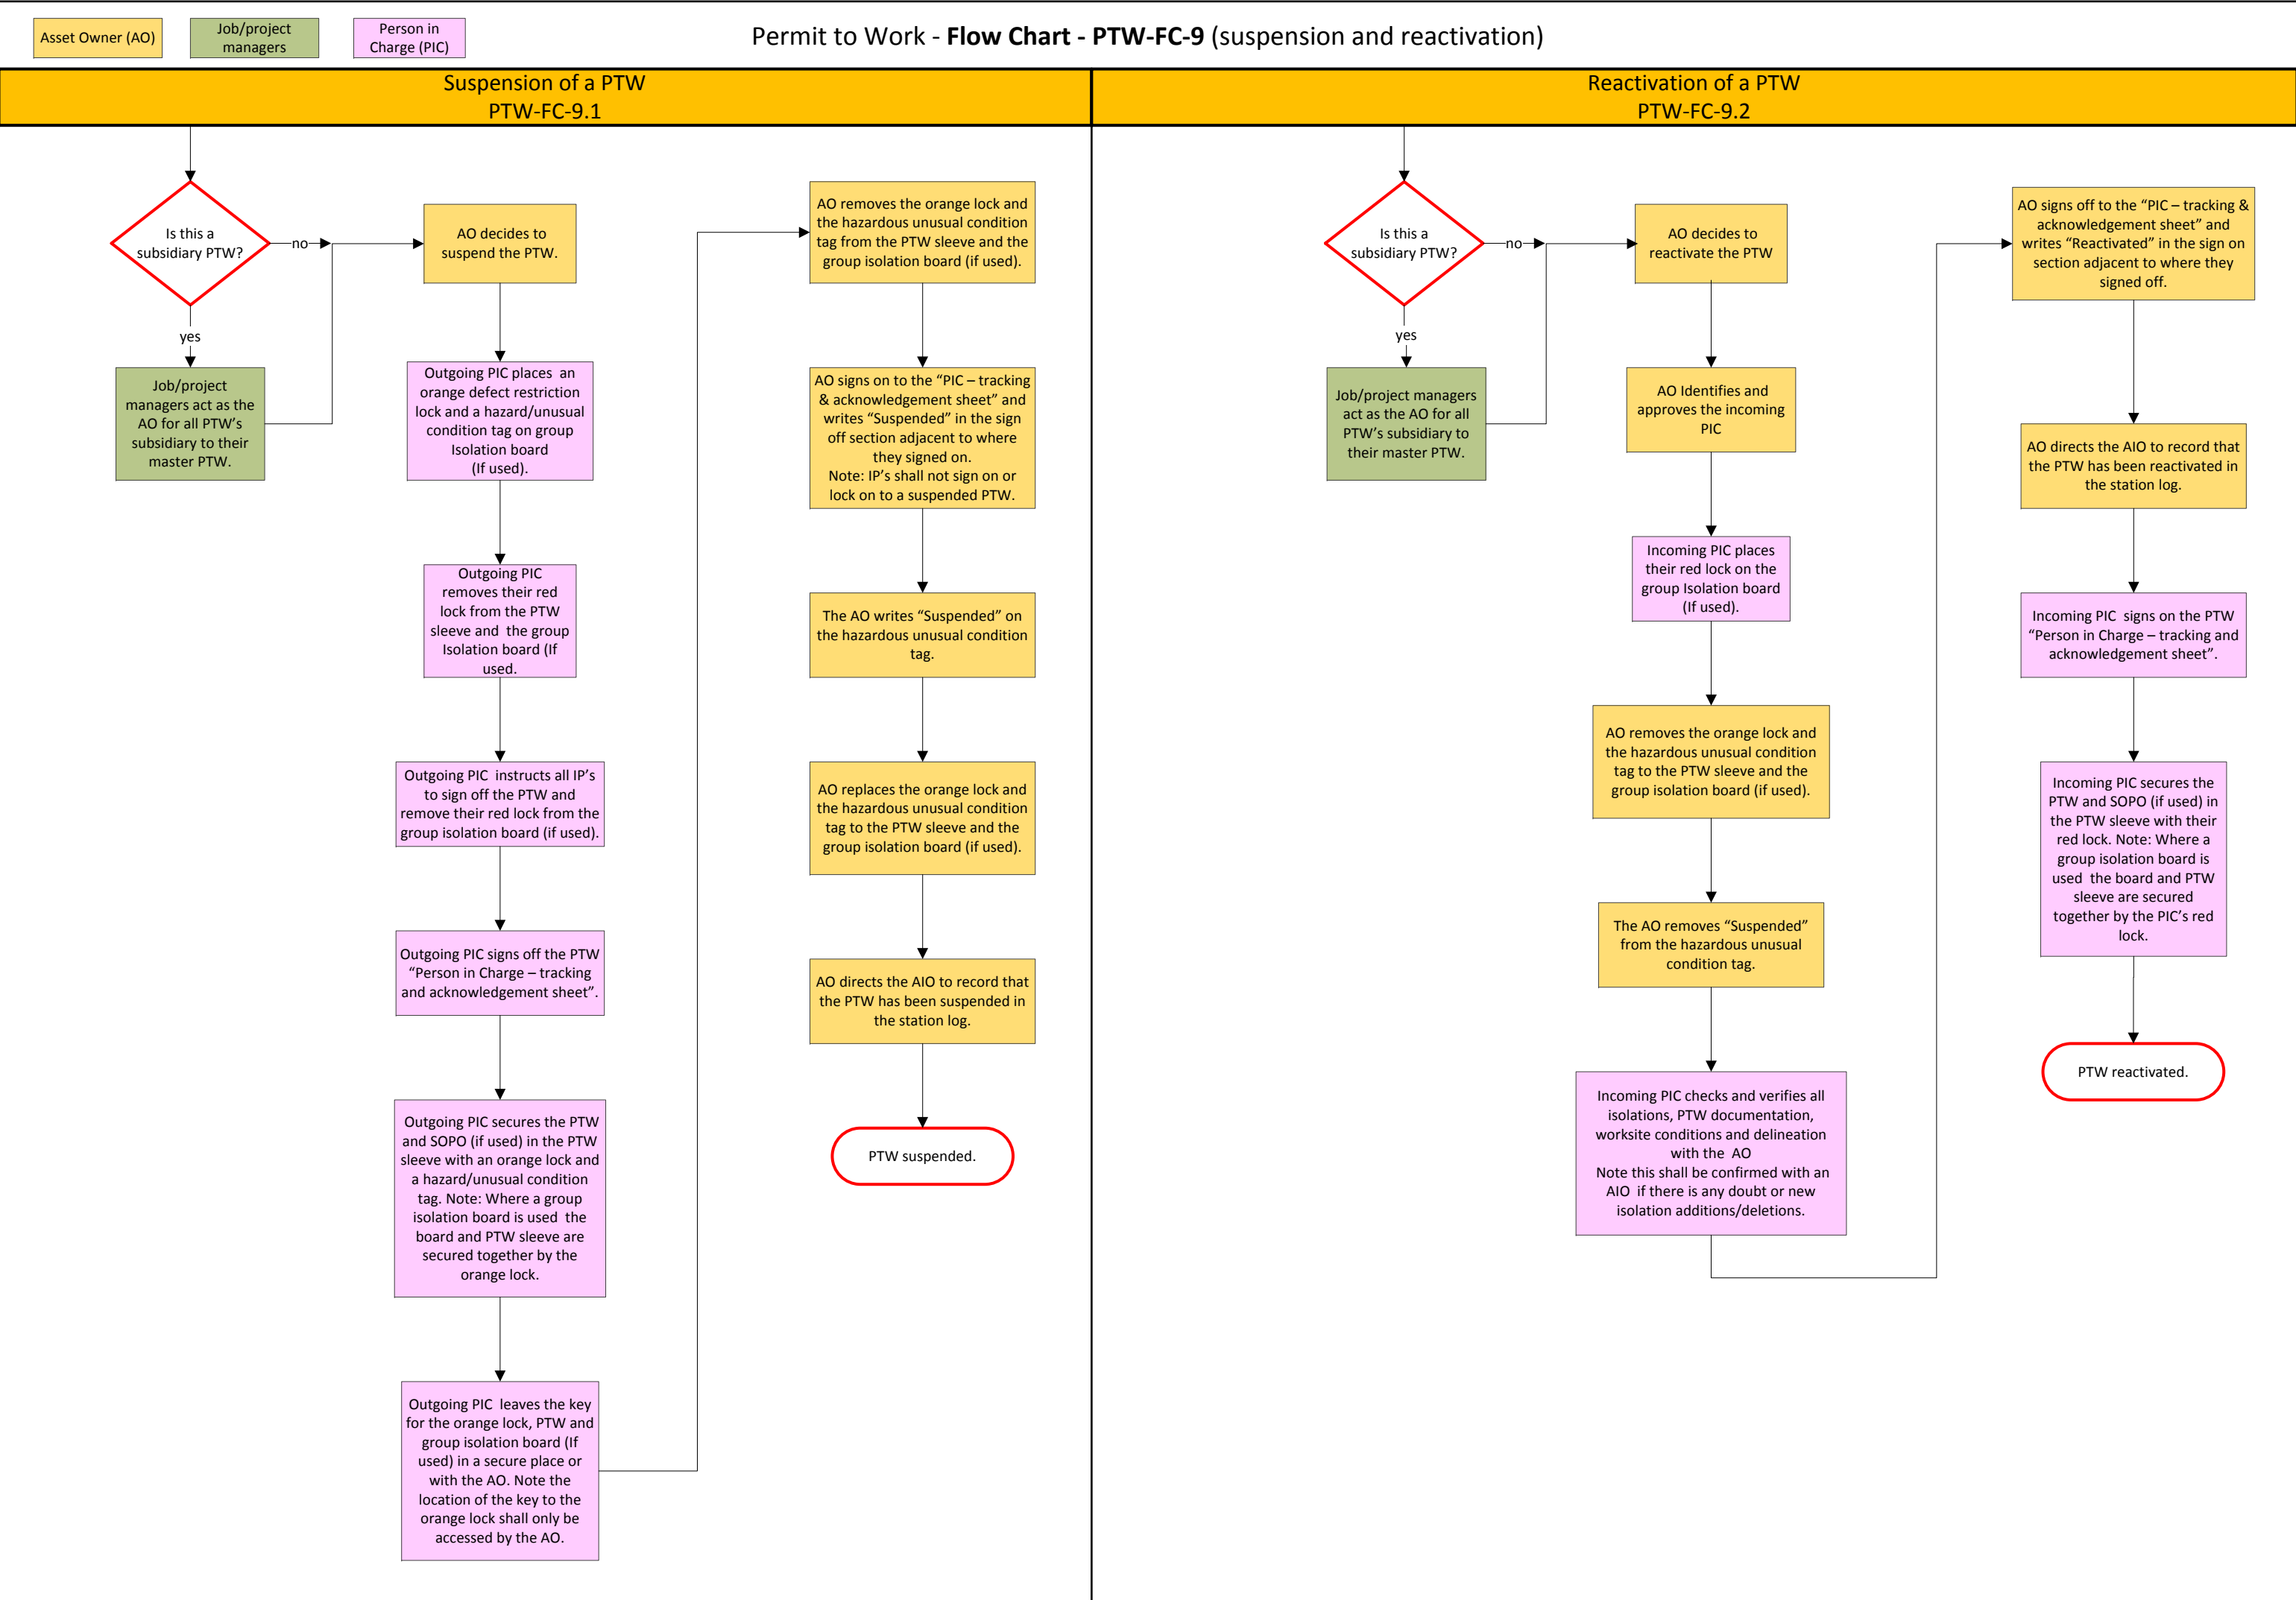 Asset Owner (AO)
Job/project
managers
Person in
Charge (PIC)
Permit to Work - Flow Chart - PTW-FC-9 (suspension and reactivation)
Suspension of a PTW
PTW-FC-9.1
Is this a
subsidiary PTW?
no
yes
Job/project
managers act as the
AO for all PTW's
subsidiary to their
master PTW.
AO decides to
suspend the PTW.
Outgoing PIC places an
orange defect restriction
lock and a hazard/unusual
condition tag on group
Isolation board
(If used).
Outgoing PIC
removes their red
lock from the PTW
sleeve and the group
Isolation board (If
used.
Outgoing PIC instructs all IP's
to sign off the PTW and
remove their red lock from the
group isolation board (if used).
Outgoing PIC signs off the PTW
“Person in Charge – tracking
and acknowledgement sheet”.
Outgoing PIC secures the PTW
and SOPO (if used) in the PTW
sleeve with an orange lock and
a hazard/unusual condition
tag. Note: Where a group
isolation board is used the
board and PTW sleeve are
secured together by the
orange lock.
Outgoing PIC leaves the key
for the orange lock, PTW and
group isolation board (If
used) in a secure place or
with the AO. Note the
location of the key to the
orange lock shall only be
accessed by the AO.
AO removes the orange lock and
the hazardous unusual condition
tag from the PTW sleeve and the
group isolation board (if used).
AO signs on to the “PIC – tracking
& acknowledgement sheet” and
writes “Suspended” in the sign
off section adjacent to where
they signed on.
Note: IP's shall not sign on or
lock on to a suspended PTW.
The AO writes “Suspended” on
the hazardous unusual condition
tag.
AO replaces the orange lock and
the hazardous unusual condition
tag to the PTW sleeve and the
group isolation board (if used).
AO directs the AIO to record that
the PTW has been suspended in
the station log.
PTW suspended.
Reactivation of a PTW
PTW-FC-9.2
Is this a
subsidiary PTW?
no
yes
Job/project managers
act as the AO for all
PTW's subsidiary to
their master PTW.
AO decides to
reactivate the PTW
AO Identifies and
approves the incoming
PIC
Incoming PIC places
their red lock on the
group Isolation board
(If used).
AO removes the orange lock and
the hazardous unusual condition
tag to the PTW sleeve and the
group isolation board (if used).
The AO removes “Suspended”
from the hazardous unusual
condition tag.
Incoming PIC checks and verifies all
isolations, PTW documentation,
worksite conditions and delineation
with the AO
Note this shall be confirmed with an
AIO if there is any doubt or new
isolation additions/deletions.
AO signs off to the “PIC – tracking &
acknowledgement sheet” and
writes “Reactivated” in the sign on
section adjacent to where they
signed off.
AO directs the AIO to record that
the PTW has been reactivated in
the station log.
Incoming PIC signs on the PTW
“Person in Charge – tracking and
acknowledgement sheet”.
Incoming PIC secures the
PTW and SOPO (if used) in
the PTW sleeve with their
red lock. Note: Where a
group isolation board is
used the board and PTW
sleeve are secured
together by the PIC's red
lock.
PTW reactivated.